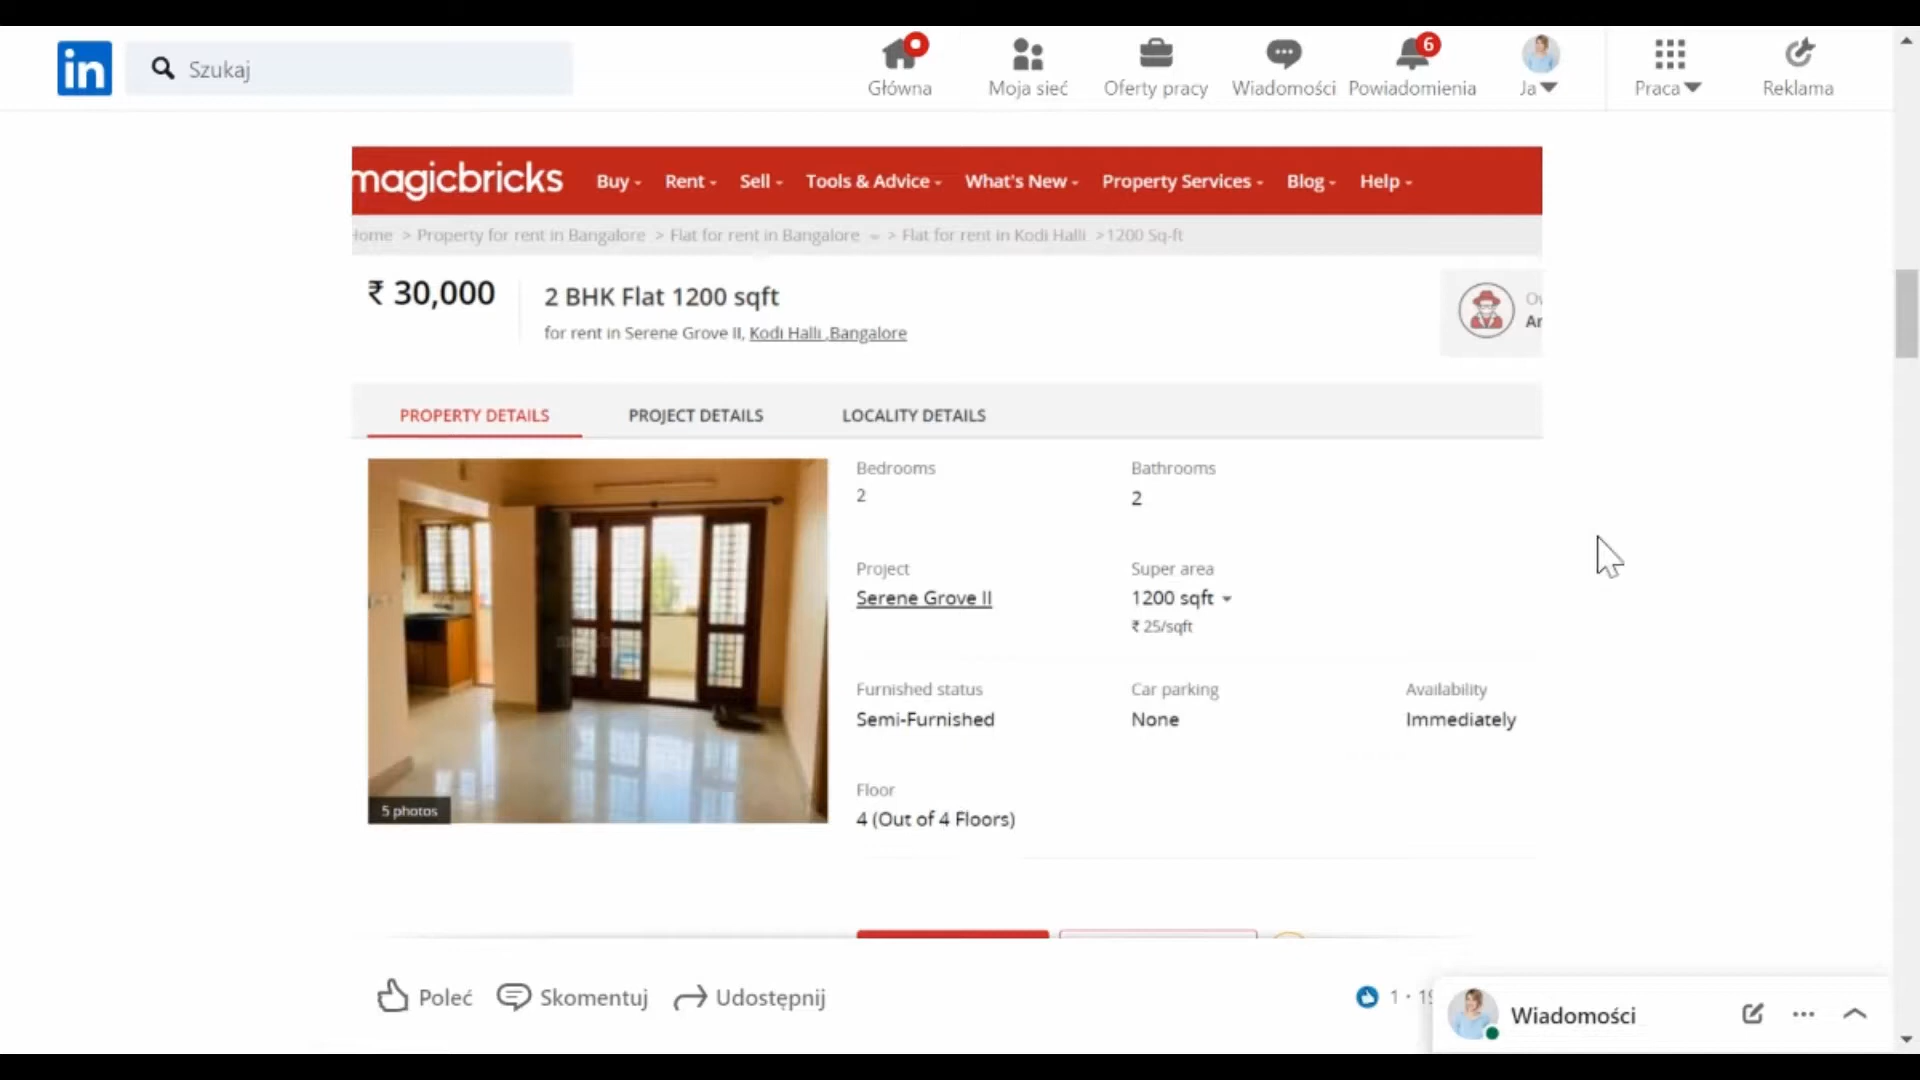 in Szukaj Główna Moja sieć Oferty pracy Wiadomości 6 Powiadomienia Ja Praca Reklama
magicbricks Buy Rent Sell Tools & Advice What's New Property Services Blog Help
Home > Property for rent in Bangalore > Flat for rent in Bangalore > Flat for rent in Kodi Halli >1200 Sq-ft
₹ 30,000 2 BHK Flat 1200 sqft
for rent in Serene Grove II, Kodi Halli ,Bangalore
PROPERTY DETAILS PROJECT DETAILS LOCALITY DETAILS
Bedrooms Bathrooms
2 2
Project Super area
Serene Grove II 1200 sqft
₹ 25/sqft
Furnished status Car parking Availability
Semi-Furnished None Immediately
Floor
4 (Out of 4 Floors)
5 photos
Poleć Skomentuj Udostępnij 1 ·
Wiadomości